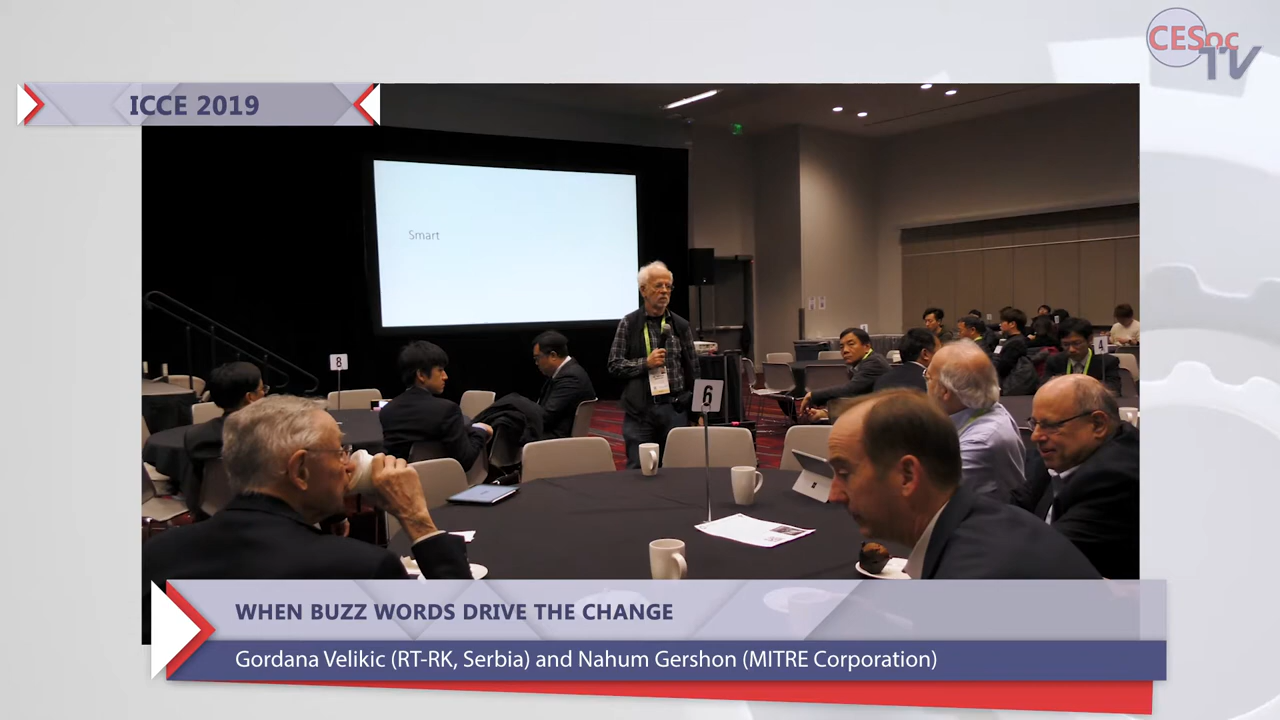 CESoc
TV
ICCE 2019
Smart
8
6
4
WHEN BUZZ WORDS DRIVE THE CHANGE
Gordana Velikic (RT-RK, Serbia) and Nahum Gershon (MITRE Corporation)